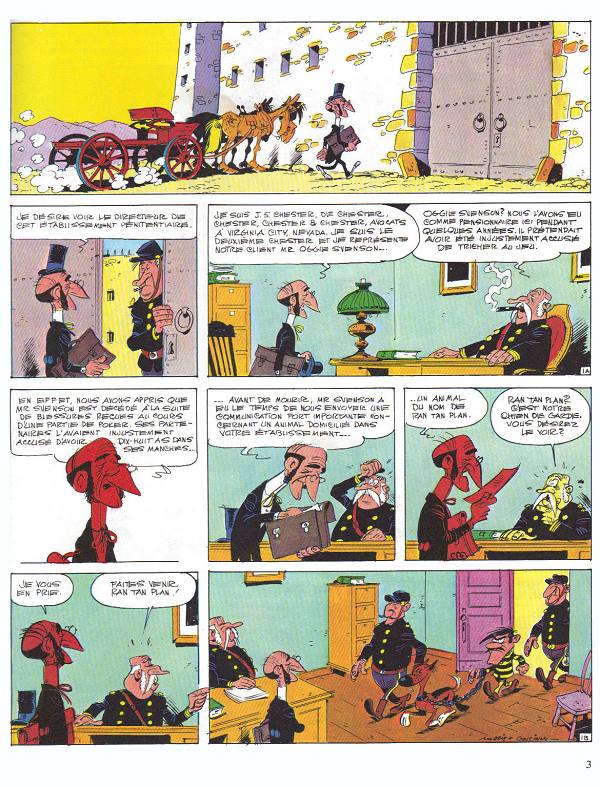 JE DÉSIRE VOIR LE DIRECTEUR DE
CET ÉTABLISSEMENT PÉNITENTIAIRE.
JE SUIS J.S. CHESTER, DE CHESTER,
CHESTER, CHESTER & CHESTER, AVOCATS
À VIRGINIA CITY, NEVADA. JE SUIS LE
DEUXIÈME CHESTER ET JE REPRÉSENTE
NOTRE CLIENT MR OGGIE SVENSON...
OGGIE SVENSON? NOUS L'AVONS EU
COMME PENSIONNAIRE ICI PENDANT
QUELQUES ANNÉES. IL PRÉTENDAIT
AVOIR ÉTÉ INJUSTEMENT ACCUSÉ
DE TRICHER AU JEU.
1A
EN EFFET, NOUS AVONS APPRIS QUE
MR SVENSON EST DÉCÉDÉ À LA SUITE
DE BLESSURES REÇUES AU COURS
D'UNE PARTIE DE POKER. SES PARTE-
NAIRES L'AVAIENT INJUSTEMENT
ACCUSÉ D'AVOIR DIX-HUIT AS DANS
SES MANCHES...
... AVANT DE MOURIR, MR SVENSON A
EU LE TEMPS DE NOUS ENVOYER UNE
COMMUNICATION FORT IMPORTANTE CON-
CERNANT UN ANIMAL DOMICILIÉ DANS
VOTRE ÉTABLISSEMENT....
...UN ANIMAL
DU NOM DE
RAN TAN PLAN.
RAN TAN PLAN?
C'EST NOTRE
CHIEN DE GARDE.
VOUS DÉSIREZ
LE VOIR?
JE VOUS
EN PRIE.
FAITES VENIR
RAN TAN PLAN!
MORRIS + GOSCINNY
1B
3